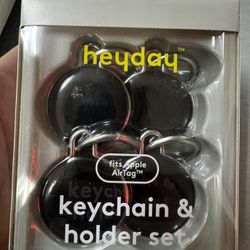 heyday™
fits Apple
AirTag™
keychain &
holder set